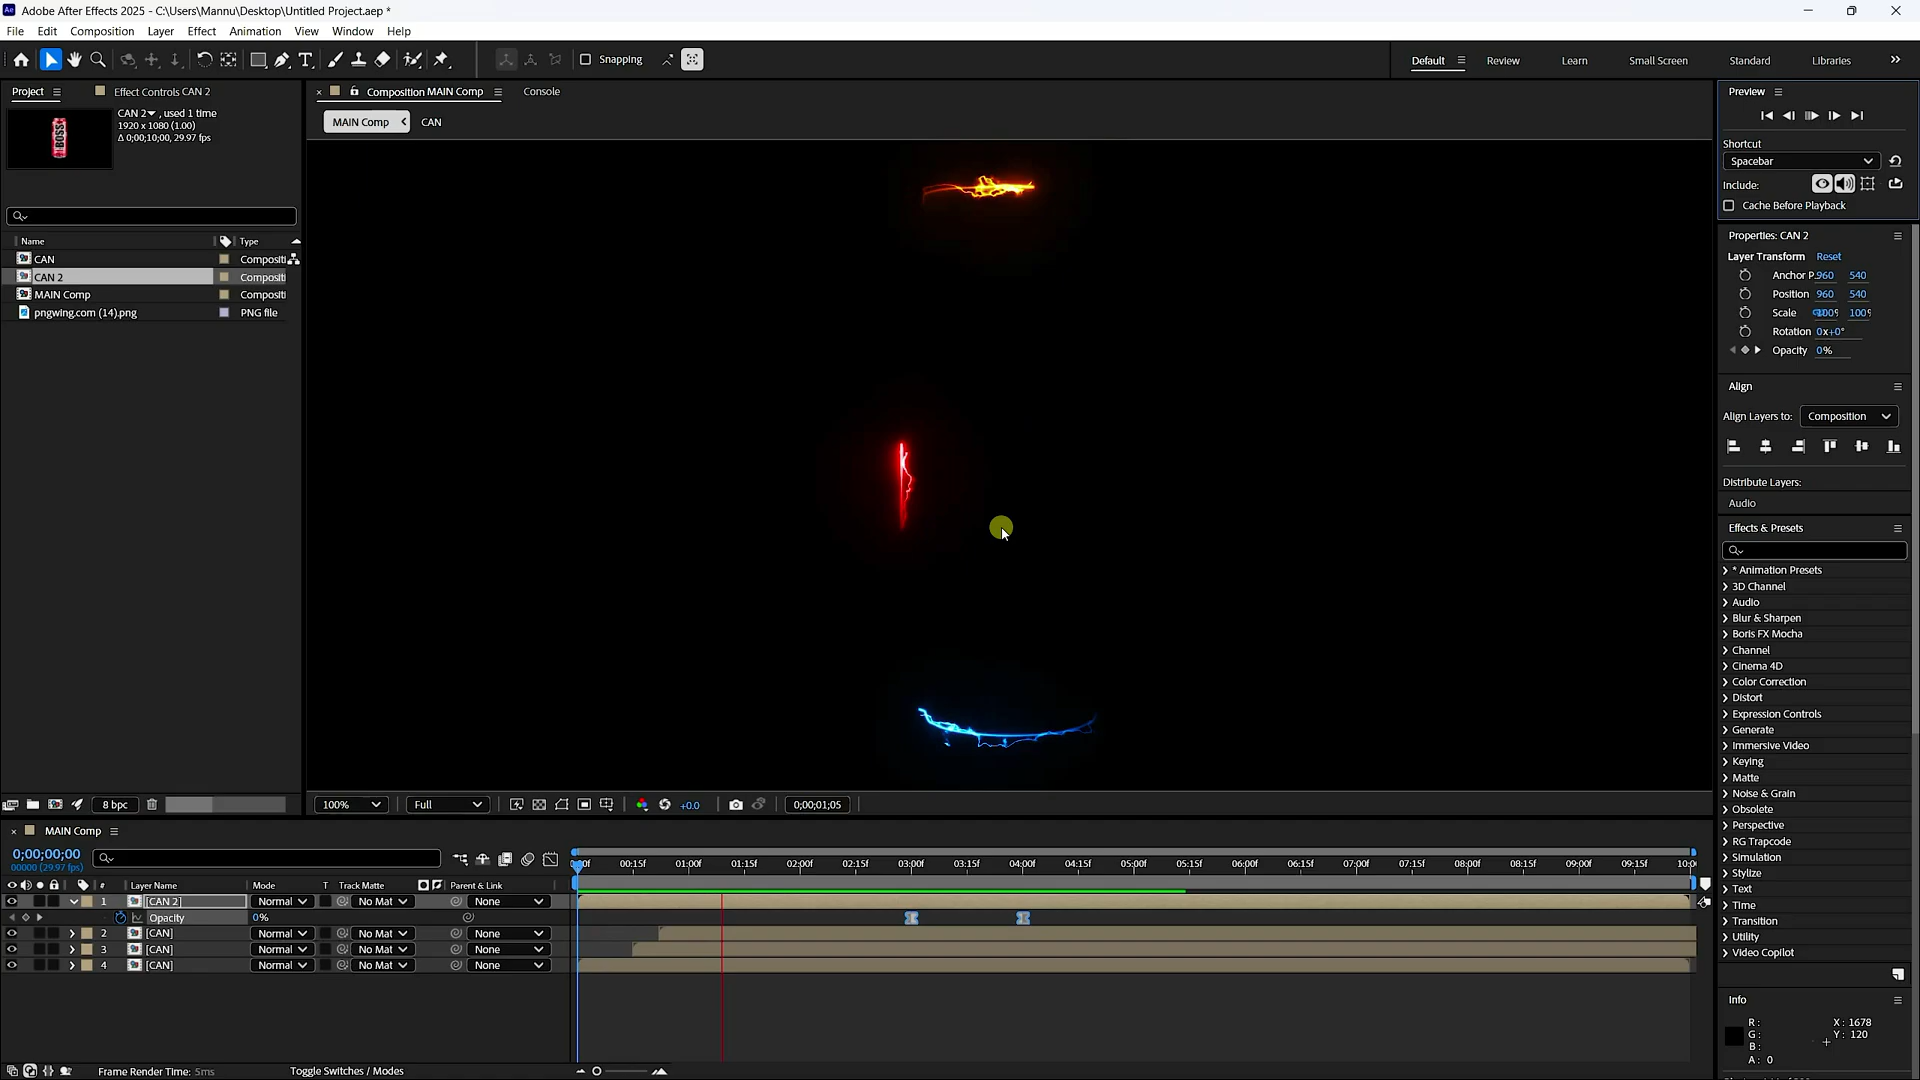 Adobe After Effects 2025 - C:\Users\Mannu\Desktop\Untitled Project.aep *
File Edit Composition Layer Effect Animation View Window Help
Snapping
Default Review Learn Small Screen Standard Libraries
Project Effect Controls CAN 2
CAN 2, used 1 time
1920 x 1080 (1.00)
Δ 0;00;10;00, 29.97 fps
BOSS
Name Type
CAN Composit
CAN 2 Composit
MAIN Comp Composit
pngwing.com (14).png PNG file
8 bpc
Composition MAIN Comp Console
MAIN Comp CAN
100% Full +0.0 0;00;01;05
Preview
Shortcut
Spacebar
Include:
Cache Before Playback
Properties: CAN 2
Layer Transform Reset
Anchor P. 960 540
Position 960 540
Scale 100%
Rotation 0x+0°
Opacity 0%
Align
Align Layers to: Composition
Distribute Layers:
Audio
Effects & Presets
* Animation Presets
3D Channel
Audio
Blur & Sharpen
Boris FX Mocha
Channel
Cinema 4D
Color Correction
Distort
Expression Controls
Generate
Immersive Video
Keying
Matte
Noise & Grain
Obsolete
Perspective
RG Trapcode
Simulation
Stylize
Text
Time
Transition
Utility
Video Copilot
Info
R: X: 1678
G: Y: 120
B:
A: 0
MAIN Comp
0;00;00;00
00000 (29.97 fps)
00f 00:15f 01:00f 01:15f 02:00f 02:15f 03:00f 03:15f 04:00f 04:15f 05:00f 05:15f 06:00f 06:15f 07:00f 07:15f 08:00f 08:15f 09:00f 09:15f 10:0
# Layer Name Mode T Track Matte Parent & Link
1 [CAN 2] Normal No Mat None
Opacity 0%
2 [CAN] Normal No Mat None
3 [CAN] Normal No Mat None
4 [CAN] Normal No Mat None
Frame Render Time: 5ms Toggle Switches / Modes